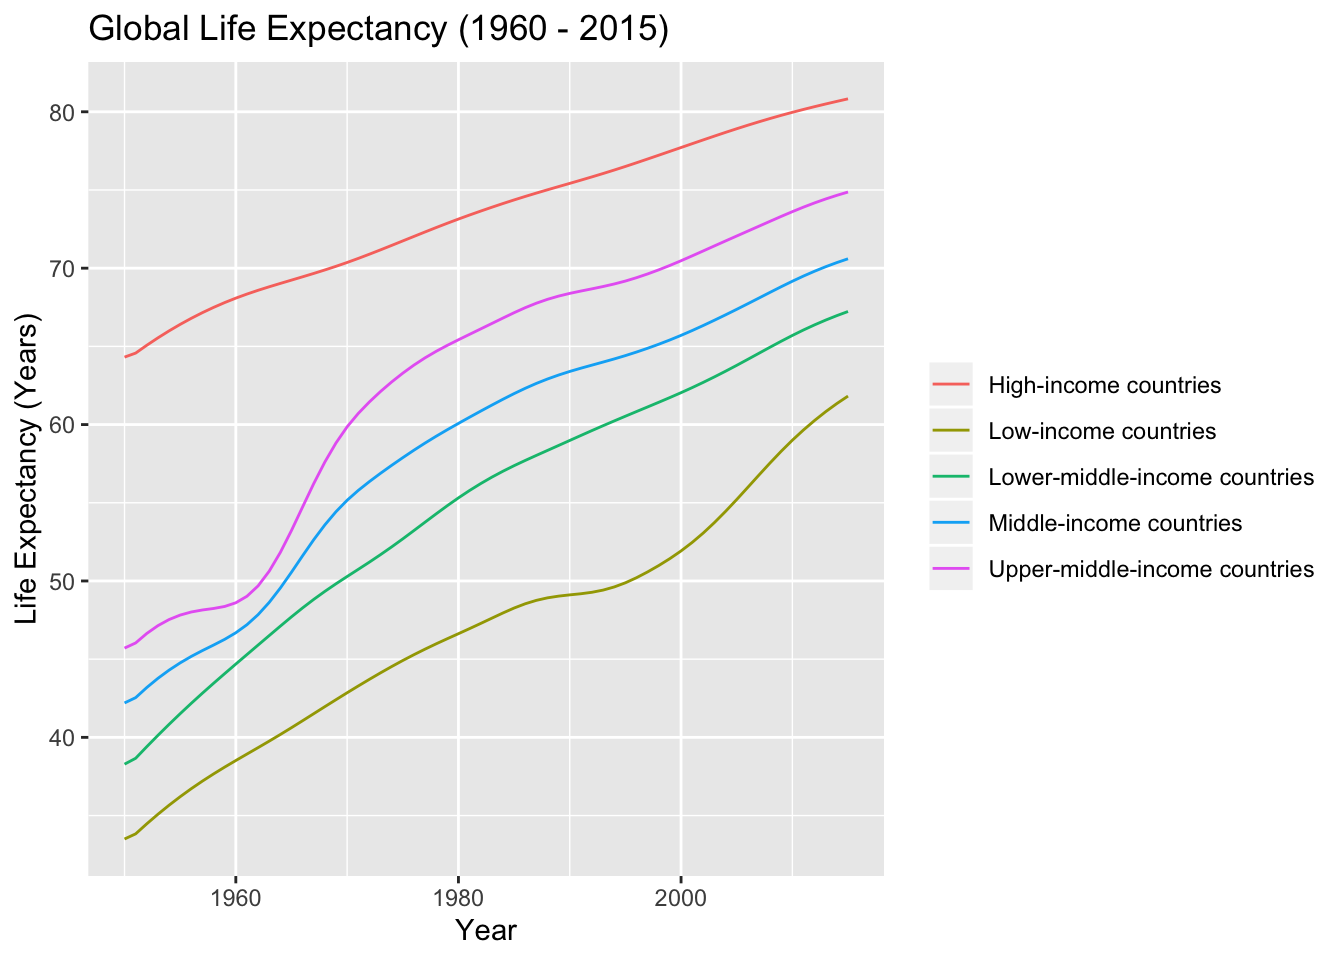 Global Life Expectancy (1960 - 2015)
80
70
60
50
40
Life Expectancy (Years)
1960
1980
2000
Year
High-income countries
Low-income countries
Lower-middle-income countries
Middle-income countries
Upper-middle-income countries